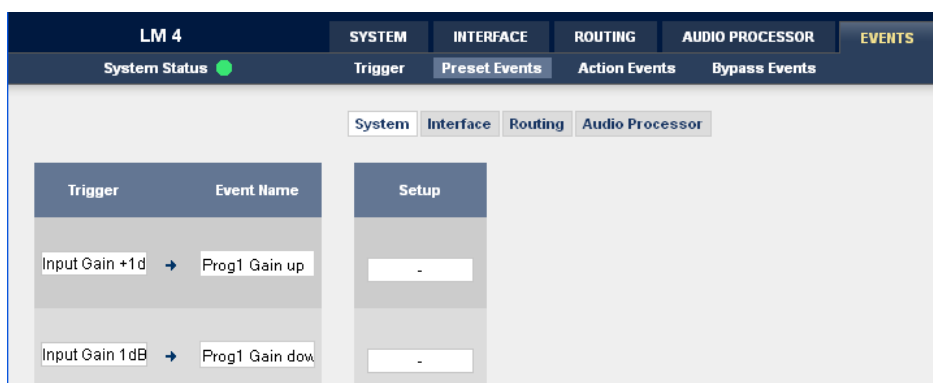 LM 4 SYSTEM INTERFACE ROUTING AUDIO PROCESSOR EVENTS
System Status Trigger Preset Events Action Events Bypass Events
System Interface Routing Audio Processor
Trigger Event Name Setup
Input Gain +1d Prog1 Gain up -
Input Gain 1dB Prog1 Gain dow -